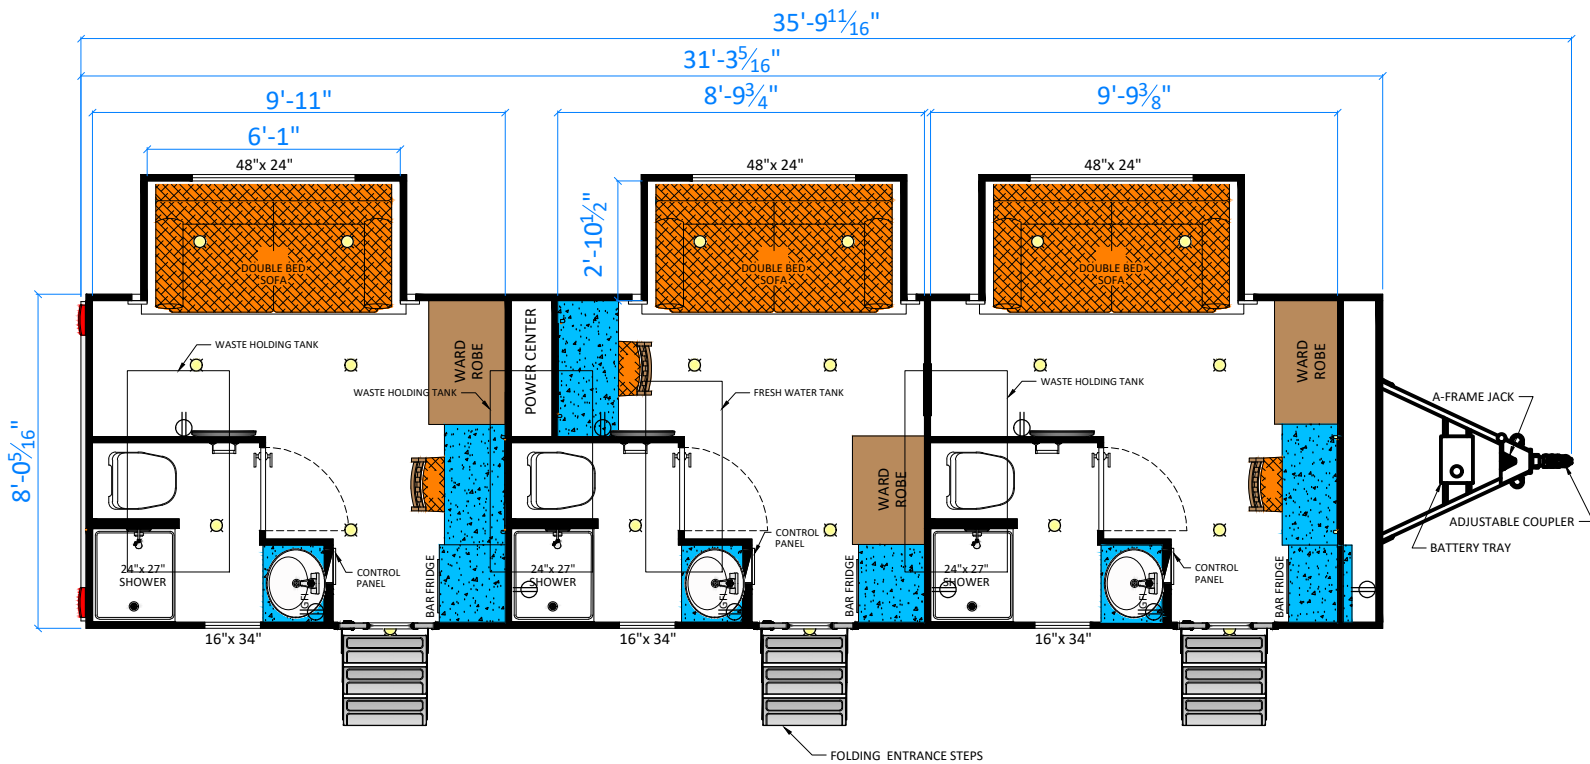 35'-9 11/16"
31'-3 5/16"
9'-11"
8'-9 3/4"
9'-9 3/8"
6'-1"
48"x 24"
48"x 24"
48"x 24"
2'-10 1/2"
8'-0 5/16"
DOUBLE BED
SOFA
DOUBLE BED
SOFA
DOUBLE BED
SOFA
WASTE HOLDING TANK
WARD
ROBE
POWER CENTER
WASTE HOLDING TANK
FRESH WATER TANK
WARD
ROBE
WASTE HOLDING TANK
WARD
ROBE
A-FRAME JACK
ADJUSTABLE COUPLER
BATTERY TRAY
24"x 27"
SHOWER
GFI
CONTROL
PANEL
BAR FRIDGE
24"x 27"
SHOWER
GFI
CONTROL
PANEL
BAR FRIDGE
24"x 27"
SHOWER
GFI
CONTROL
PANEL
BAR FRIDGE
16"x 34"
16"x 34"
16"x 34"
FOLDING ENTRANCE STEPS